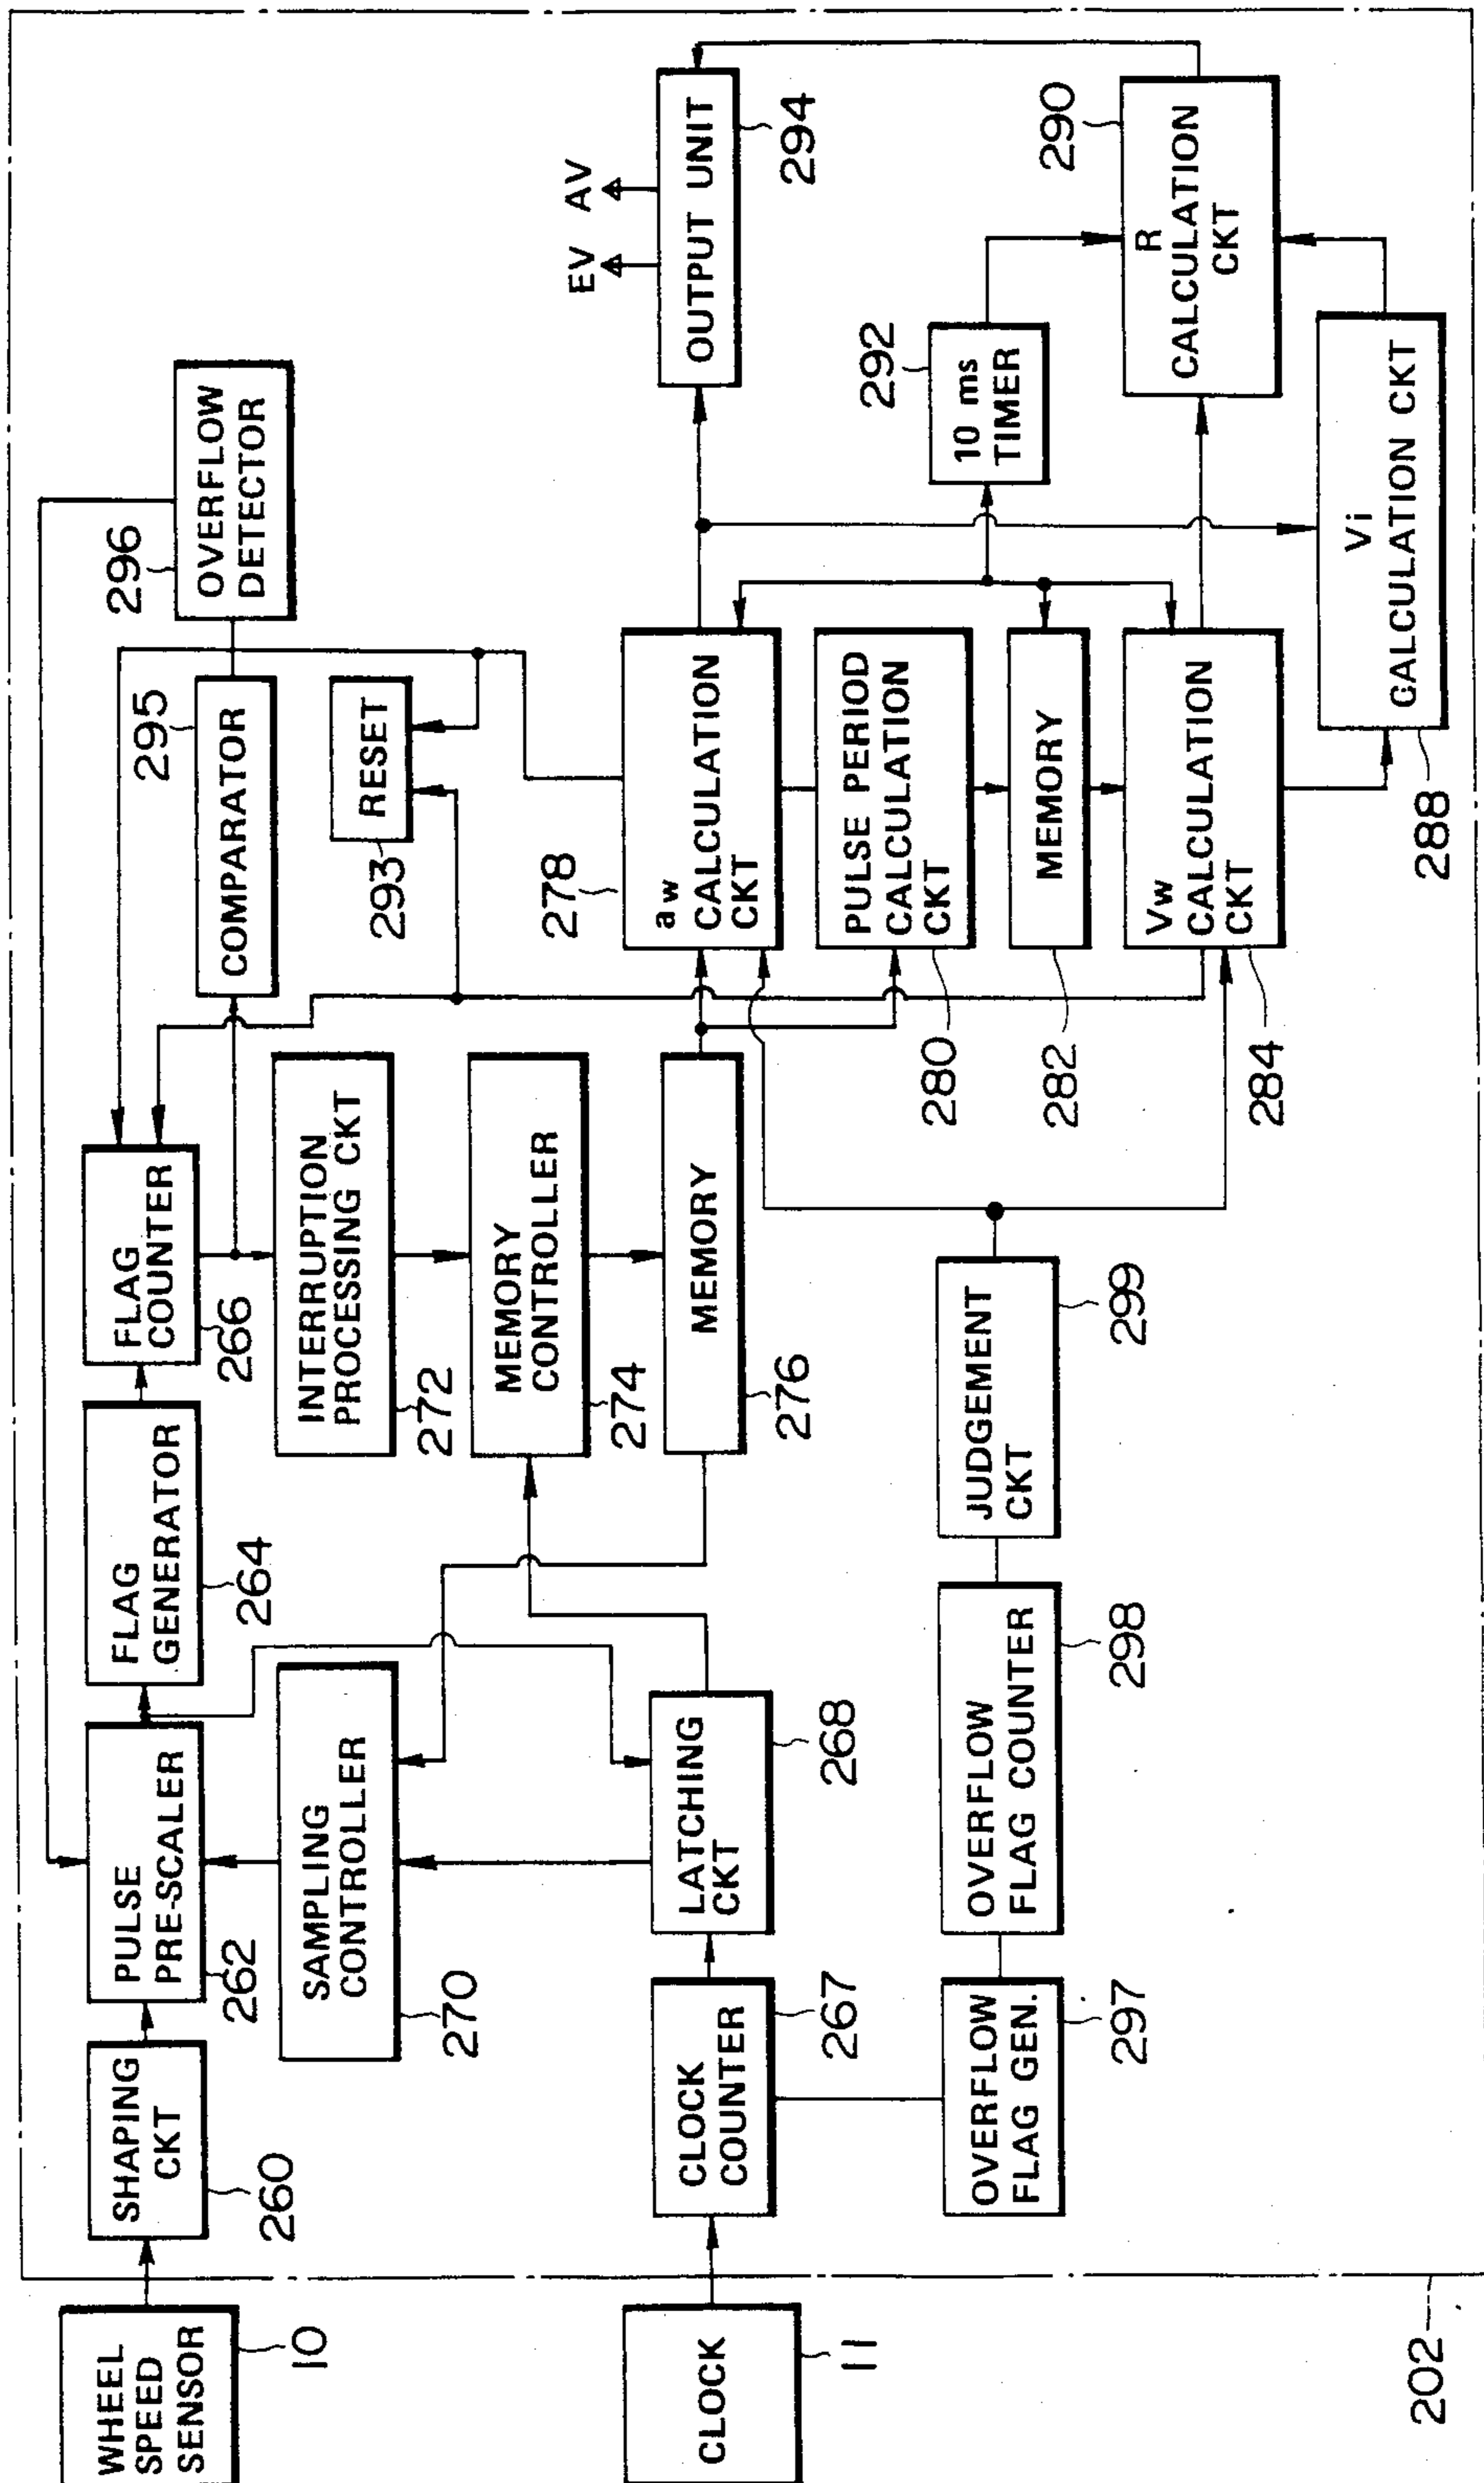 WHEEL
SPEED
SENSOR
10
SHAPING
CKT
260
PULSE
PRE-SCALER
262
FLAG
GENERATOR
264
FLAG
COUNTER
266
COMPARATOR
295
OVERFLOW
DETECTOR
296
SAMPLING
CONTROLLER
270
INTERRUPTION
PROCESSING CKT
272
RESET
293
MEMORY
CONTROLLER
274
CLOCK
11
CLOCK
COUNTER
267
LATCHING
CKT
268
MEMORY
276
aw
CALCULATION
CKT
278
OUTPUT UNIT
294
EV AV
PULSE PERIOD
CALCULATION
CKT
280
10 ms
TIMER
292
OVERFLOW
FLAG GEN.
297
OVERFLOW
FLAG COUNTER
298
JUDGEMENT
CKT
299
MEMORY
282
Vw
CALCULATION
CKT
284
R
CALCULATION
CKT
290
Vi
CALCULATION CKT
288
202